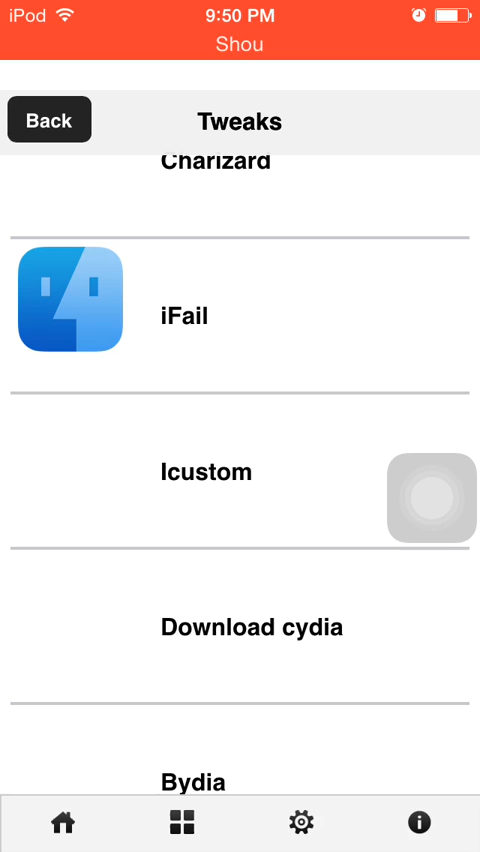 iPod 9:50 PM
Shou
Back Tweaks
Charizard
iFail
Icustom
Download cydia
Bydia